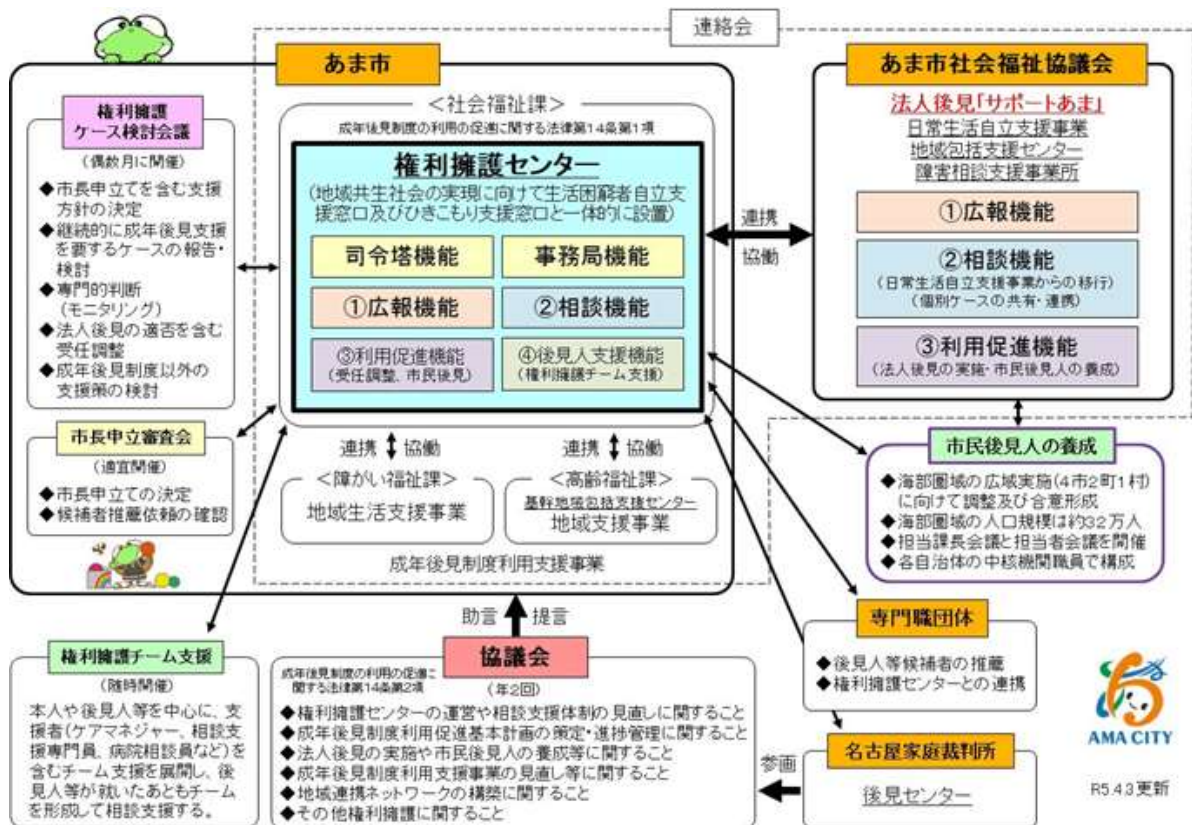 連絡会
あま市
権利擁護
ケース検討会議
(偶数月に開催)
◆市長申立てを含む支援
方針の決定
◆継続的に成年後見支援
を要するケースの報告・
検討
◆専門的判断
(モニタリング)
◆法人後見の適否を含む
受任調整
◆成年後見制度以外の
支援策の検討
市長申立審査会
(適宜開催)
◆市長申立ての決定
◆候補者推薦依頼の確認
<社会福祉課>
成年後見制度の利用の促進に関する法律第14条第1項
権利擁護センター
(地域共生社会の実現に向けて生活困窮者自立支
援窓口及びひきこもり支援窓口と一体的に設置)
司令塔機能
事務局機能
①広報機能
②相談機能
③利用促進機能
(受任調整、市民後見)
④後見人支援機能
(権利擁護チーム支援)
連携 協働
連携 協働
<障がい福祉課>
地域生活支援事業
<高齢福祉課>
基幹地域包括支援センター
地域支援事業
成年後見制度利用支援事業
連携
協働
あま市社会福祉協議会
法人後見「サポートあま」
日常生活自立支援事業
地域包括支援センター
障害相談支援事業所
①広報機能
②相談機能
(日常生活自立支援事業からの移行)
(個別ケースの共有・連携)
③利用促進機能
(法人後見の実施・市民後見人の養成)
市民後見人の養成
◆海部圏域の広域実施(4市2町1村)
に向けて調整及び合意形成
◆海部圏域の人口規模は約32万人
◆担当課長会議と担当者会議を開催
◆各自治体の中核機関職員で構成
助言 提言
権利擁護チーム支援
(随時開催)
本人や後見人等を中心に、支
援者(ケアマネジャー、相談支
援専門員、病院相談員など)を
含むチーム支援を展開し、後
見人等が就いたあともチーム
を形成して相談支援する。
協議会
成年後見制度の利用の促進に
関する法律第14条第2項
(年2回)
◆権利擁護センターの運営や相談支援体制の見直しに関すること
◆成年後見制度利用促進基本計画の策定・進捗管理に関すること
◆法人後見の実施や市民後見人の養成等に関すること
◆成年後見制度利用支援事業の見直し等に関すること
◆地域連携ネットワークの構築に関すること
◆その他権利擁護に関すること
専門職団体
◆後見人等候補者の推薦
◆権利擁護センターとの連携
参画
名古屋家庭裁判所
後見センター
AMA CITY
R5.4.3更新